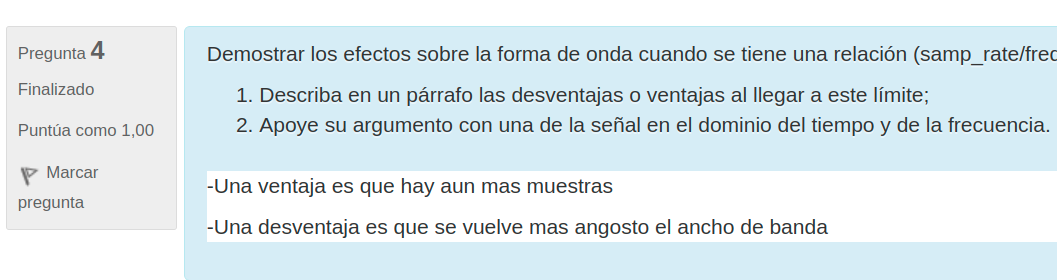 Pregunta 4
Finalizado
Puntúa como 1,00
Marcar
pregunta
Demostrar los efectos sobre la forma de onda cuando se tiene una relación (samp_rate/frec
1. Describa en un párrafo las desventajas o ventajas al llegar a este límite;
2. Apoye su argumento con una de la señal en el dominio del tiempo y de la frecuencia.
-Una ventaja es que hay aun mas muestras
-Una desventaja es que se vuelve mas angosto el ancho de banda